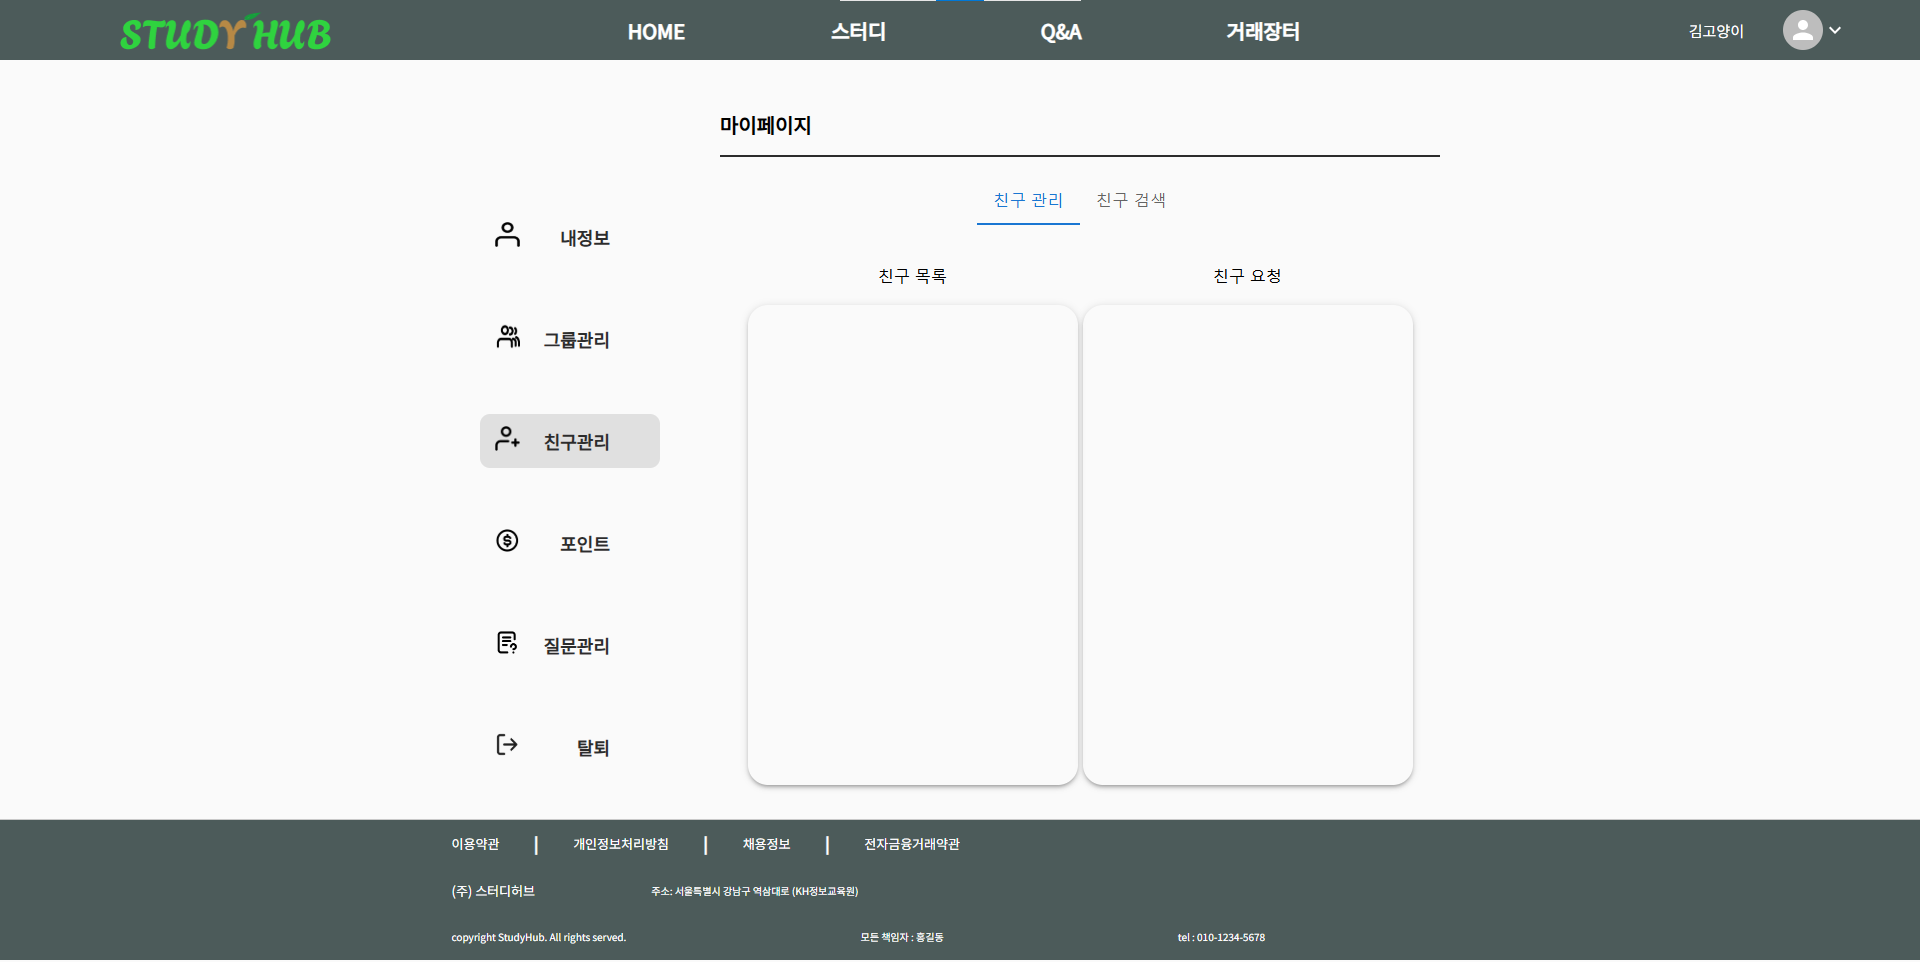 STUDYHUB
HOME 스터디 Q&A 거래장터 김고양이
마이페이지
친구 관리 친구 검색
내정보
그룹관리
친구관리
포인트
질문관리
탈퇴
친구 목록 친구 요청
이용약관 | 개인정보처리방침 | 채용정보 | 전자금융거래약관
(주) 스터디허브 주소: 서울특별시 강남구 역삼대로 (KH정보교육원)
copyright StudyHub. All rights served. 모든 책임자 : 홍길동 tel : 010-1234-5678